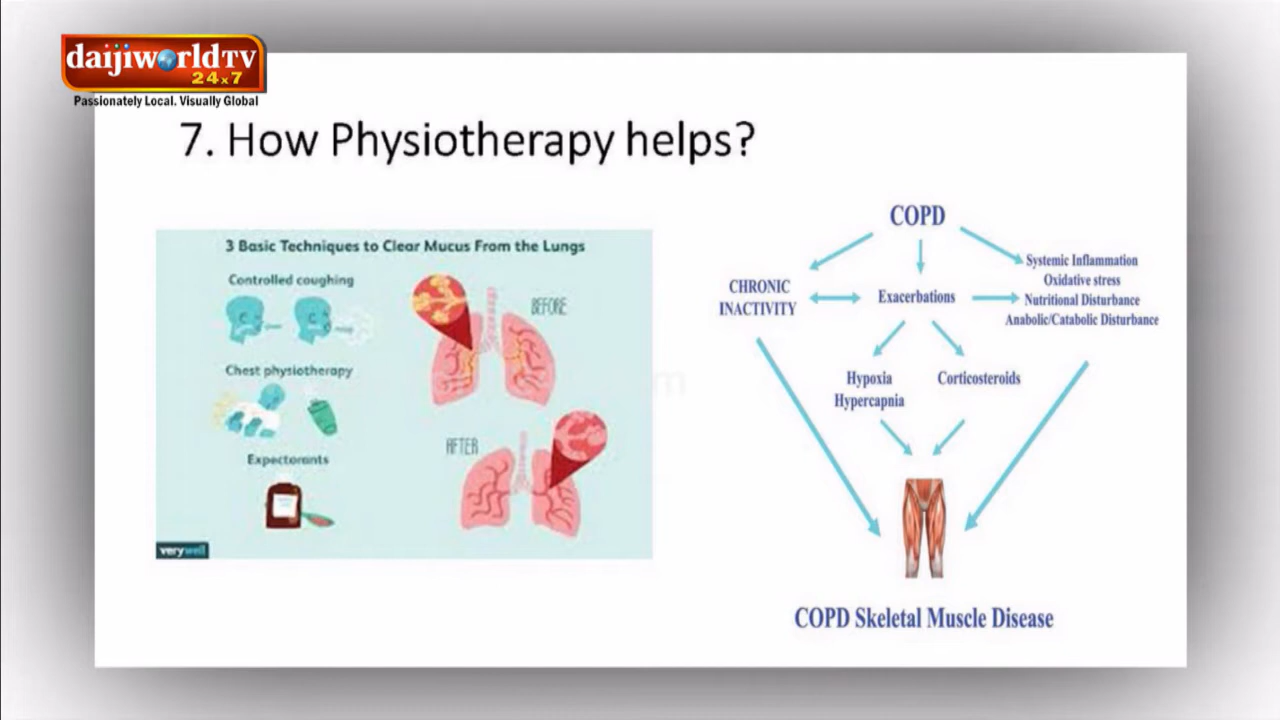 daijiworldTV
24x7
Passionately Local. Visually Global
7. How Physiotherapy helps?
3 Basic Techniques to Clear Mucus From the Lungs
Controlled coughing
BEFORE
Chest physiotherapy
AFTER
Expectorants
verywell
COPD
CHRONIC
INACTIVITY
Exacerbations
Systemic Inflammation
Oxidative stress
Nutritional Disturbance
Anabolic/Catabolic Disturbance
Hypoxia
Hypercapnia
Corticosteroids
COPD Skeletal Muscle Disease